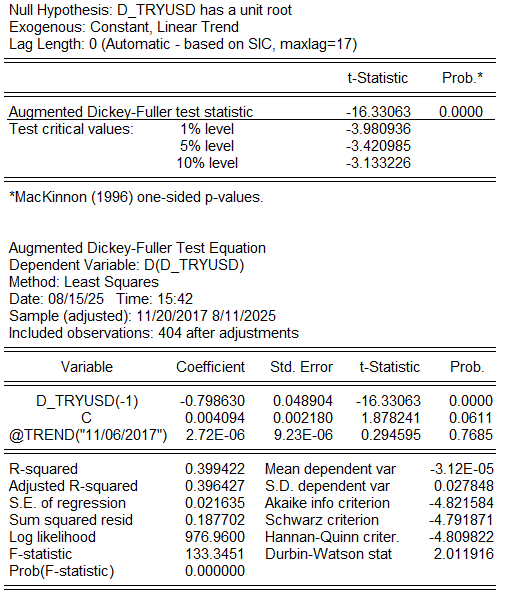 Null Hypothesis: D_TRYUSD has a unit root
Exogenous: Constant, Linear Trend
Lag Length: 0 (Automatic - based on SIC, maxlag=17)
t-Statistic Prob.*
Augmented Dickey-Fuller test statistic -16.33063 0.0000
Test critical values: 1% level -3.980936
5% level -3.420985
10% level -3.133226
*MacKinnon (1996) one-sided p-values.
Augmented Dickey-Fuller Test Equation
Dependent Variable: D(D_TRYUSD)
Method: Least Squares
Date: 08/15/25 Time: 15:42
Sample (adjusted): 11/20/2017 8/11/2025
Included observations: 404 after adjustments
Variable Coefficient Std. Error t-Statistic Prob.
D_TRYUSD(-1) -0.798630 0.048904 -16.33063 0.0000
C 0.004094 0.002180 1.878241 0.0611
@TREND("11/06/2017") 2.72E-06 9.23E-06 0.294595 0.7685
R-squared 0.399422 Mean dependent var -3.12E-05
Adjusted R-squared 0.396427 S.D. dependent var 0.027848
S.E. of regression 0.021635 Akaike info criterion -4.821584
Sum squared resid 0.187702 Schwarz criterion -4.791871
Log likelihood 976.9600 Hannan-Quinn criter. -4.809822
F-statistic 133.3451 Durbin-Watson stat 2.011916
Prob(F-statistic) 0.000000